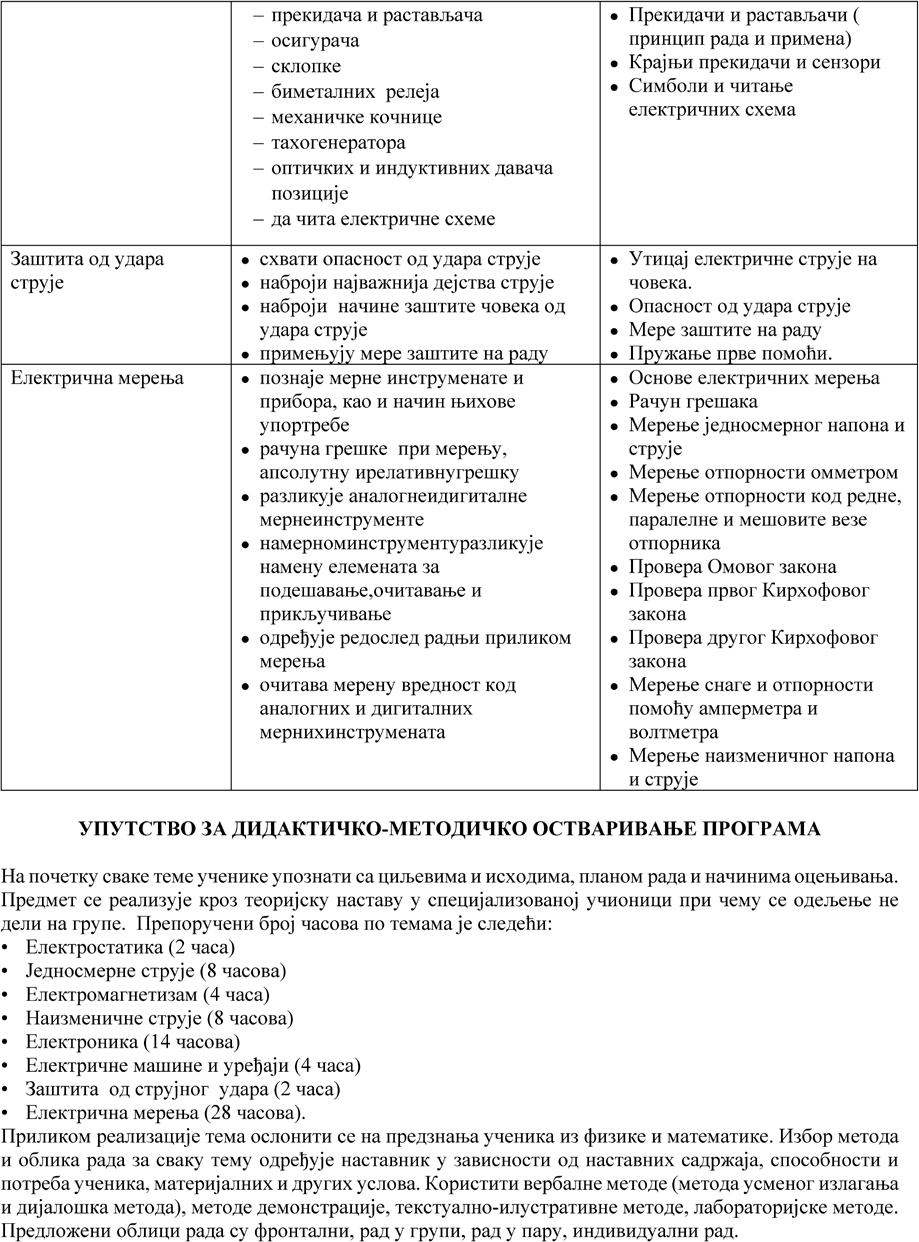 – прекидача и растављача
– осигурача
– склопке
– биметалних релеја
– механичке кочнице
– тахогенератора
– оптичких и индуктивних давача
позиције
– да чита електричне схеме
• Прекидачи и растављачи (
принцип рада и примена)
• Крајњи прекидачи и сензори
• Симболи и читање
електричних схема
Заштита од удара
струје
• схвати опасност од удара струје
• наброји најважнија дејства струје
• наброји начине заштите човека од
удара струје
• примењују мере заштите на раду
• Утицај електричне струје на
човека.
• Опасност од удара струје
• Мере заштите на раду
• Пружање прве помоћи.
Електрична мерења
• познаје мерне инструменате и
прибора, као и начин њихове
упортребе
• рачуна грешке при мерењу,
апсолутну ирелативнугрешку
• разликује аналогнеидигиталне
мернеинструменте
• намерноминструментуразликује
намену елемената за
подешавање,очитавање и
прикључивање
• одређује редослед радњи приликом
мерења
• очитава мерену вредност код
аналогних и дигиталних
мернихинструмената
• Основе електричних мерења
• Рачун грешака
• Мерење једносмерног напона и
струје
• Мерење отпорности омметром
• Мерење отпорности код редне,
паралелне и мешовите везе
отпорника
• Провера Омовог закона
• Провера првог Кирхофовог
закона
• Провера другог Кирхофовог
закона
• Мерење снаге и отпорности
помоћу амперметра и
волтметра
• Мерење наизменичног напона
и струје
УПУТСТВО ЗА ДИДАКТИЧКО-МЕТОДИЧКО ОСТВАРИВАЊЕ ПРОГРАМА
На почетку сваке теме ученике упознати са циљевима и исходима, планом рада и начинима оцењивања.
Предмет се реализује кроз теоријску наставу у специјализованој учионици при чему се одељење не
дели на групе. Препоручени број часова по темама је следећи:
• Електростатика (2 часа)
• Једносмерне струје (8 часова)
• Електромагнетизам (4 часа)
• Наизменичне струје (8 часова)
• Електроника (14 часова)
• Електричне машине и уређаји (4 часа)
• Заштита од струјног удара (2 часа)
• Електрична мерења (28 часова).
Приликом реализације тема ослонити се на предзнања ученика из физике и математике. Избор метода
и облика рада за сваку тему одређује наставник у зависности од наставних садржаја, способности и
потреба ученика, материјалних и других услова. Користити вербалне методе (метода усменог излагања
и дијалошка метода), методе демонстрације, текстуално-илустративне методе, лабораторијске методе.
Предложени облици рада су фронтални, рад у групи, рад у пару, индивидуални рад.